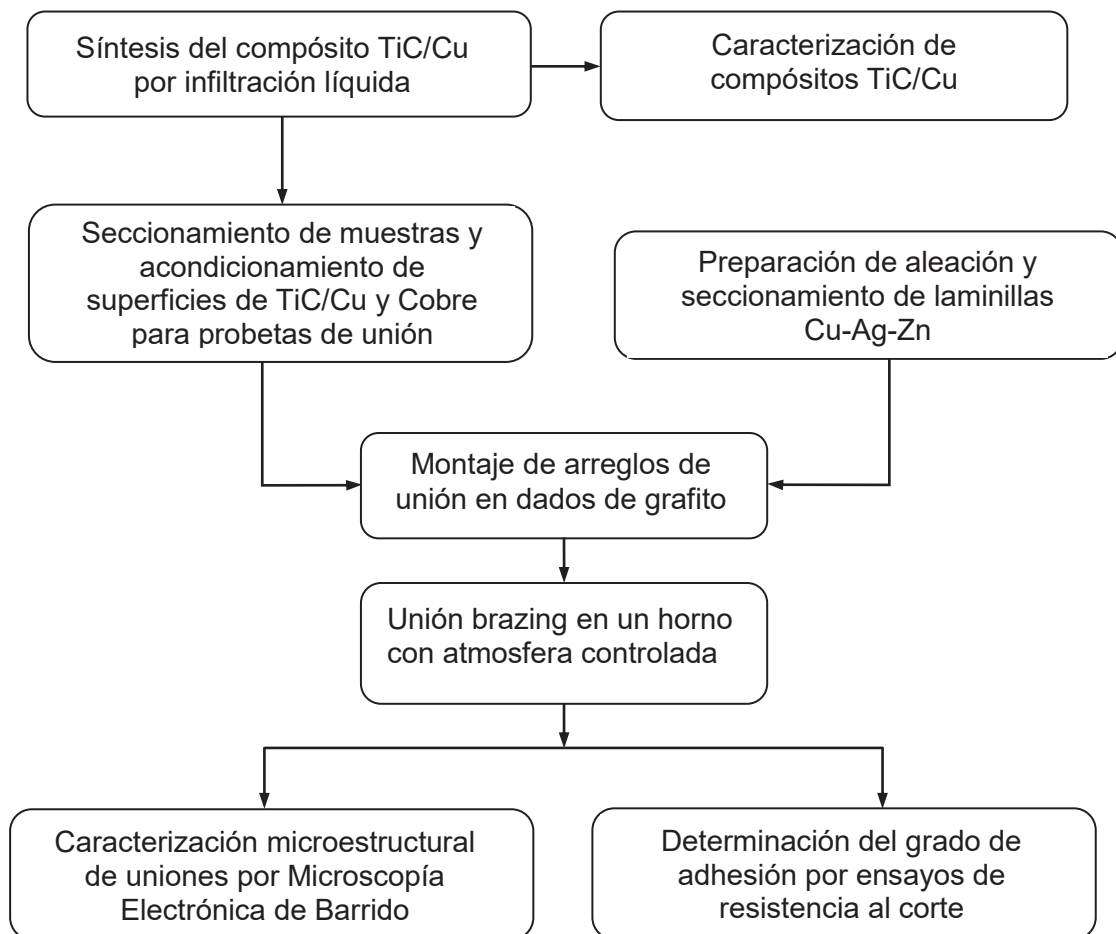 Síntesis del compósito TiC/Cu
por infiltración líquida
Caracterización de
compósitos TiC/Cu
Seccionamiento de muestras y
acondicionamiento de
superficies de TiC/Cu y Cobre
para probetas de unión
Preparación de aleación y
seccionamiento de laminillas
Cu-Ag-Zn
Montaje de arreglos de
unión en dados de grafito
Unión brazing en un horno
con atmosfera controlada
Caracterización microestructural
de uniones por Microscopía
Electrónica de Barrido
Determinación del grado de
adhesión por ensayos de
resistencia al corte